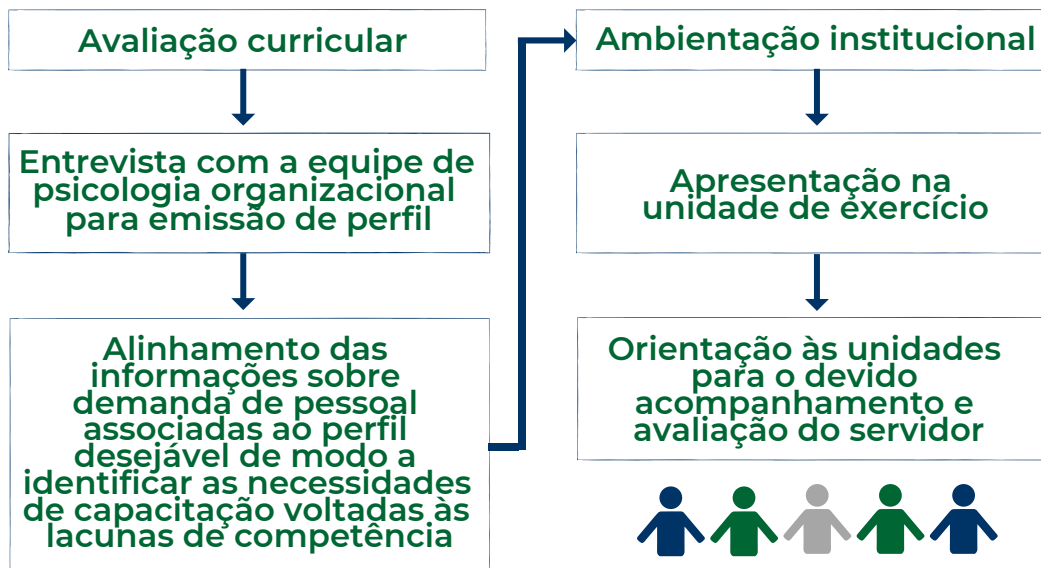 Avaliação curricular
Entrevista com a equipe de
psicologia organizacional
para emissão de perfil
Alinhamento das
informações sobre
demanda de pessoal
associadas ao perfil
desejável de modo a
identificar as necessidades
de capacitação voltadas às
lacunas de competência
Ambientação institucional
Apresentação na
unidade de exercício
Orientação às unidades
para o devido
acompanhamento e
avaliação do servidor